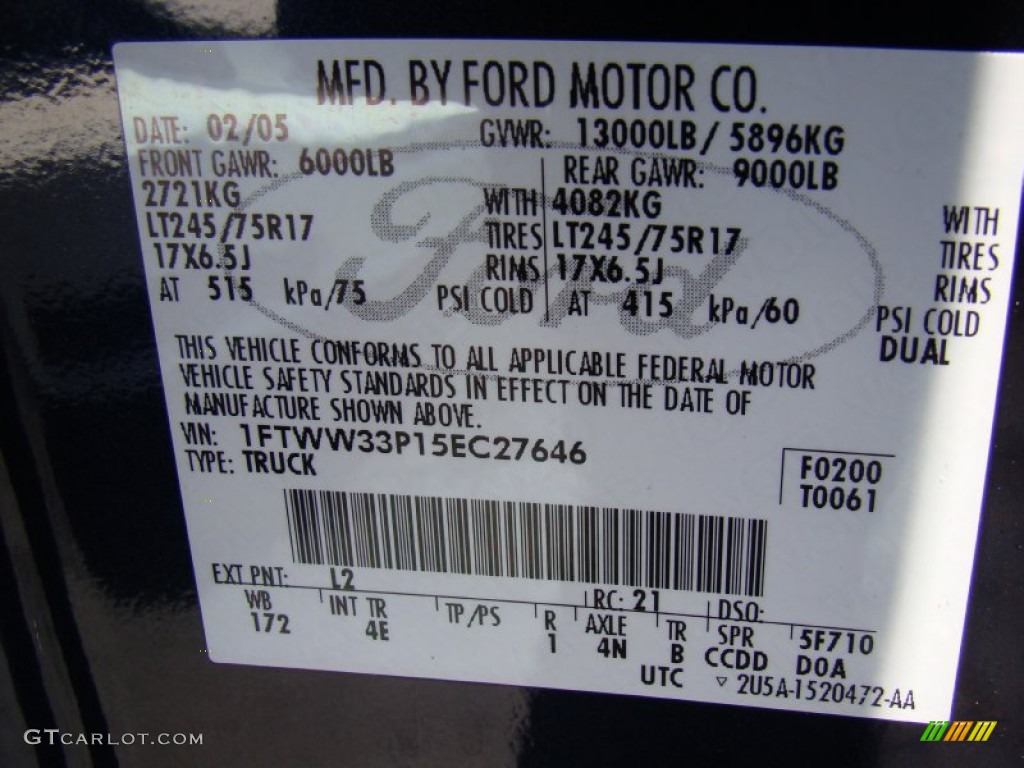 MFD. BY FORD MOTOR CO.
DATE: 02/05 GVWR: 13000LB/ 5896KG
FRONT GAWR: 6000LB REAR GAWR: 9000LB
2721KG WITH 4082KG WITH
LT245/75R17 TIRES LT245/75R17 TIRES
17X6.5J RIMS 17X6.5J RIMS
AT 515 kPa/75 PSI COLD AT 415 kPa/60 PSI COLD
DUAL
Ford
THIS VEHICLE CONFORMS TO ALL APPLICABLE FEDERAL MOTOR
VEHICLE SAFETY STANDARDS IN EFFECT ON THE DATE OF
MANUFACTURE SHOWN ABOVE.
VIN: 1FTWW33P15EC27646
TYPE: TRUCK
F0200
T0061
EXT PNT: L2 RC: 21 DSO:
WB INT TR TP/PS R AXLE TR SPR 5F710
172 4E 1 4N B CCDD D0A
UTC ▽ 2U5A-1520472-AA
GTCARLOT.COM